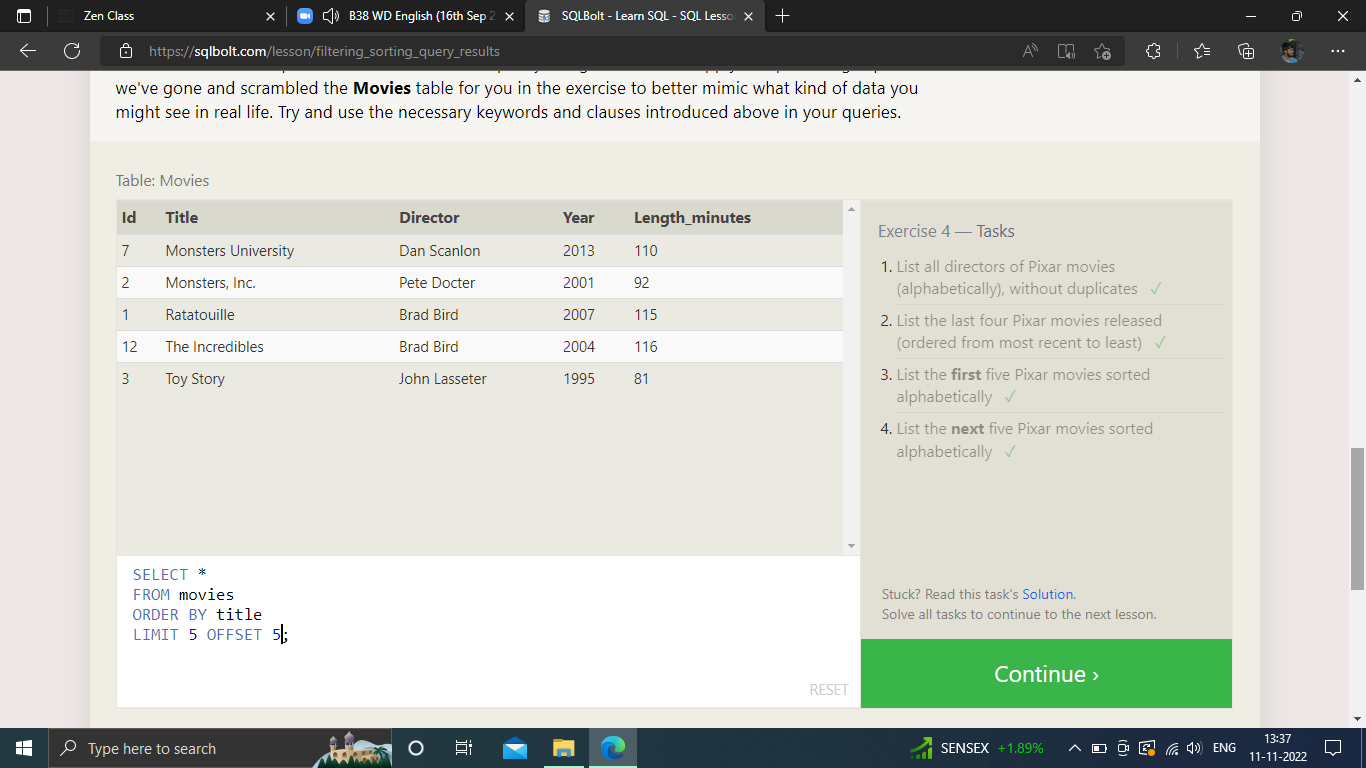 Zen Class
B38 WD English (16th Sep 2
SQLBolt - Learn SQL - SQL Lesso
https://sqlbolt.com/lesson/filtering_sorting_query_results
we've gone and scrambled the Movies table for you in the exercise to better mimic what kind of data you
might see in real life. Try and use the necessary keywords and clauses introduced above in your queries.
Table: Movies
Id Title Director Year Length_minutes
7 Monsters University Dan Scanlon 2013 110
2 Monsters, Inc. Pete Docter 2001 92
1 Ratatouille Brad Bird 2007 115
12 The Incredibles Brad Bird 2004 116
3 Toy Story John Lasseter 1995 81
SELECT *
FROM movies
ORDER BY title
LIMIT 5 OFFSET 5;
RESET
Exercise 4 — Tasks
1. List all directors of Pixar movies
(alphabetically), without duplicates ✓
2. List the last four Pixar movies released
(ordered from most recent to least) ✓
3. List the first five Pixar movies sorted
alphabetically ✓
4. List the next five Pixar movies sorted
alphabetically ✓
Stuck? Read this task's Solution.
Solve all tasks to continue to the next lesson.
Continue ›
Type here to search
SENSEX +1.89%
ENG
13:37
11-11-2022